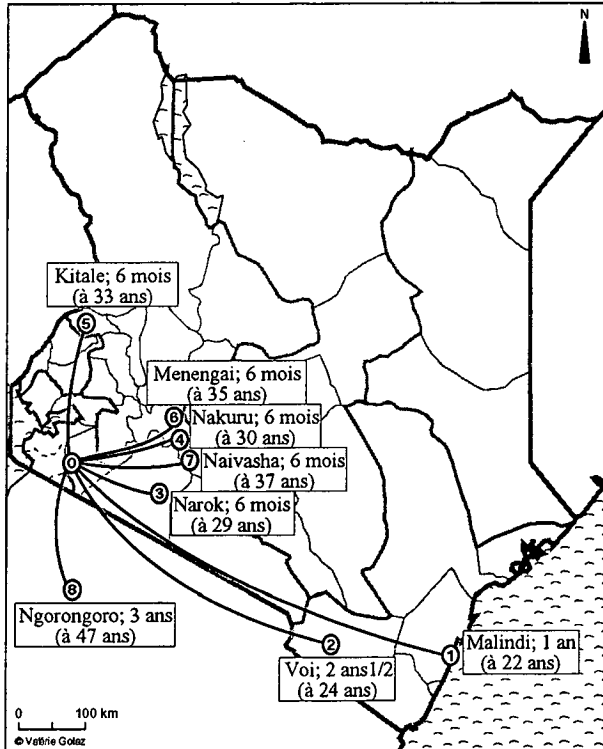 N
Kitale; 6 mois
(à 33 ans)
5
Menengai; 6 mois
(à 35 ans)
6
Nakuru; 6 mois
(à 30 ans)
4
0
7
Naivasha; 6 mois
(à 37 ans)
3
Narok; 6 mois
(à 29 ans)
8
Ngorongoro; 3 ans
(à 47 ans)
2
Voi; 2 ans1/2
(à 24 ans)
1
Malindi; 1 an
(à 22 ans)
0 100 km
© Valérie Golaz